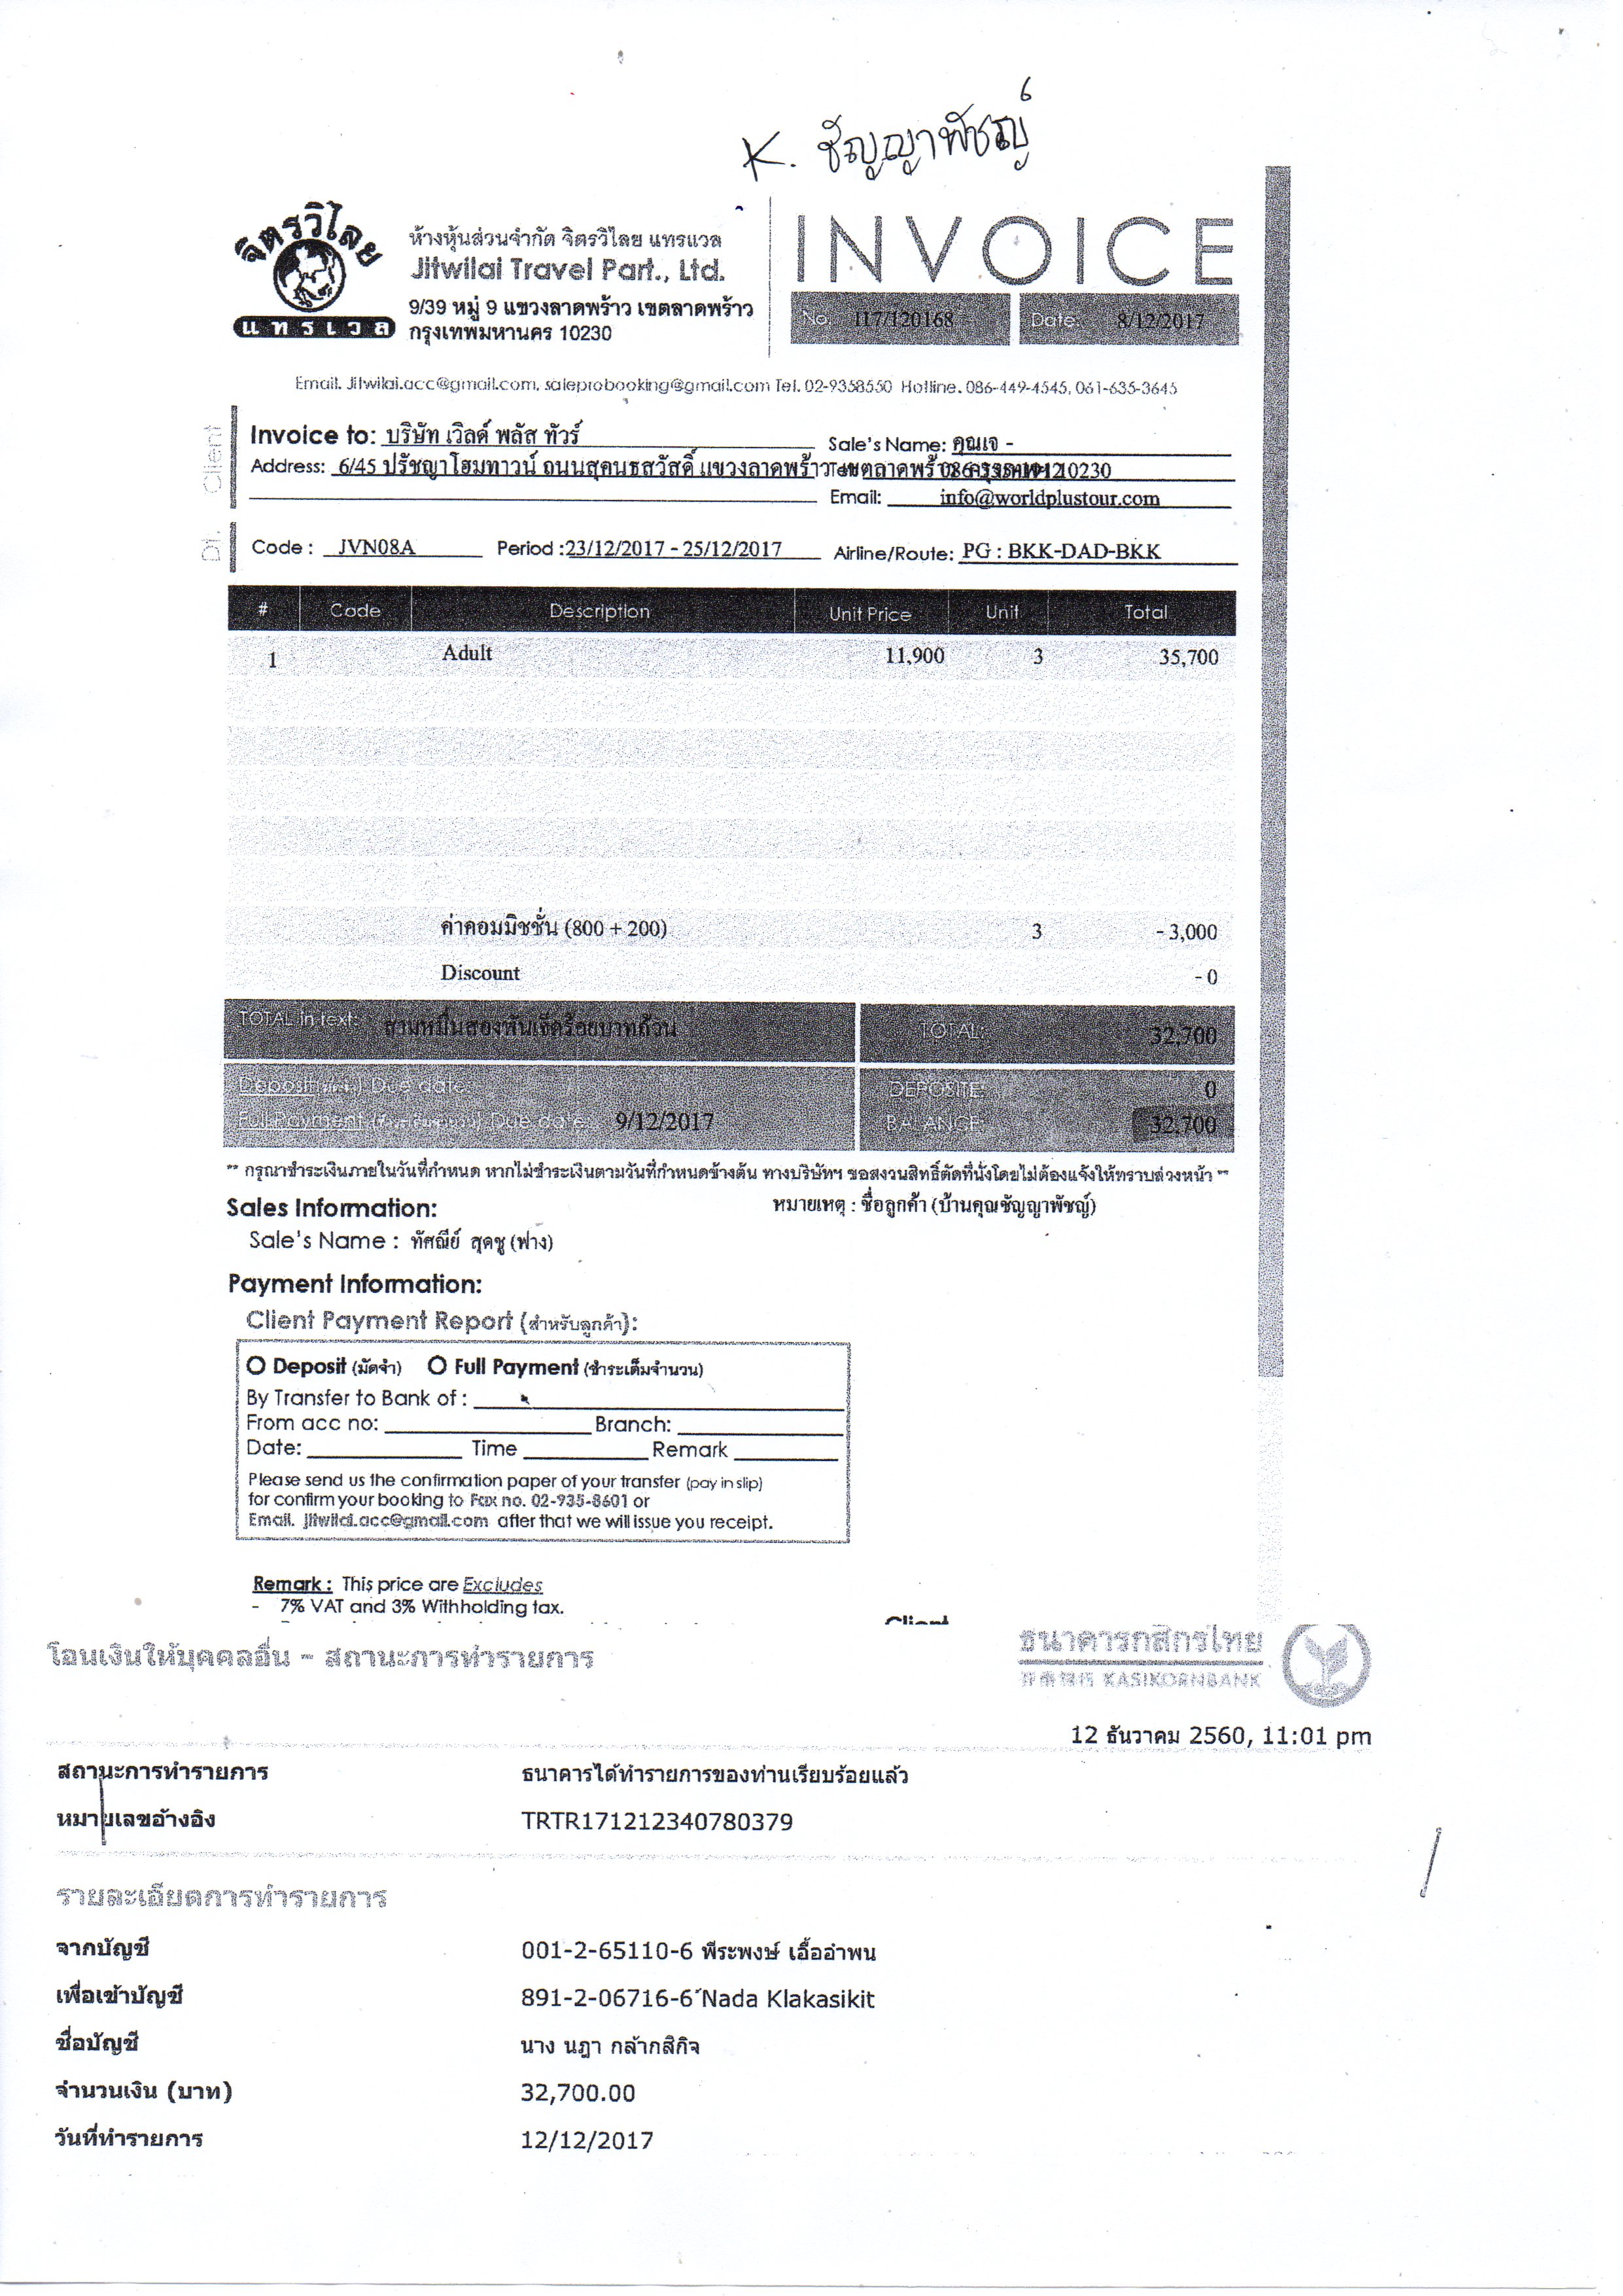 K. ชัญญาพัชญ์
จิตรวิไลย
แทรเวล
ห้างหุ้นส่วนจำกัด จิตรวิไลย แทรแวล
Jitwilai Travel Part., Ltd.
9/39 หมู่ 9 แขวงลาดพร้าว เขตลาดพร้าว
กรุงเทพมหานคร 10230
INVOICE
No. I17/120168 Date: 8/12/2017
Email. Jitwilai.acc@gmail.com, saleprobooking@gmail.com Tel. 02-9358550 Hotline. 086-449-4545, 061-635-3645
Client
Invoice to: บริษัท เวิลด์ พลัส ทัวร์ Sale's Name: คุณเจ -
Address: 6/45 ปรัชญาโฮมทาวน์ ถนนสุคนธสวัสดิ์ แขวงลาดพร้าว เขตลาดพร้าว 10230
Email: info@worldplustour.com
Code : JVN08A Period :23/12/2017 - 25/12/2017 Airline/Route: PG : BKK-DAD-BKK
# Code Description Unit Price Unit Total
1 Adult 11,900 3 35,700
ค่าคอมมิชชั่น (800 + 200) 3 - 3,000
Discount - 0
TOTAL in text: สามหมื่นสองพันเจ็ดร้อยบาทถ้วน TOTAL: 32,700
Deposit (มัดจำ) Due date: DEPOSITE: 0
Full Payment Due date: 9/12/2017 BALANCE: 32,700
** กรุณาชำระเงินภายในวันที่กำหนด หากไม่ชำระเงินตามวันที่กำหนดข้างต้น ทางบริษัทฯ ขอสงวนสิทธิ์ตัดที่นั่งโดยไม่ต้องแจ้งให้ทราบล่วงหน้า **
Sales Information: หมายเหตุ : ชื่อลูกค้า (บ้านคุณชัญญาพัชญ์)
Sale's Name : ทัศณีย์ สุดชู (ฟาง)
Payment Information:
Client Payment Report (สำหรับลูกค้า):
O Deposit (มัดจำ) O Full Payment (ชำระเต็มจำนวน)
By Transfer to Bank of :
From acc no: Branch:
Date: Time Remark
Please send us the confirmation paper of your transfer (pay in slip)
for confirm your booking to Fax no. 02-935-8601 or
Email. jitwilai.acc@gmail.com after that we will issue you receipt.
Remark : This price are Excludes
- 7% VAT and 3% Withholding tax.
Client
โอนเงินให้บุคคลอื่น - สถานะการทำรายการ
ธนาคารกสิกรไทย
KASIKORNBANK
12 ธันวาคม 2560, 11:01 pm
สถานะการทำรายการ ธนาคารได้ทำรายการของท่านเรียบร้อยแล้ว
หมายเลขอ้างอิง TRTR171212340780379
รายละเอียดการทำรายการ
จากบัญชี 001-2-65110-6 พีระพงษ์ เอื้ออำพน
เพื่อเข้าบัญชี 891-2-06716-6 Nada Klakasikit
ชื่อบัญชี นาง นฎา กล้ากสิกิจ
จำนวนเงิน (บาท) 32,700.00
วันที่ทำรายการ 12/12/2017